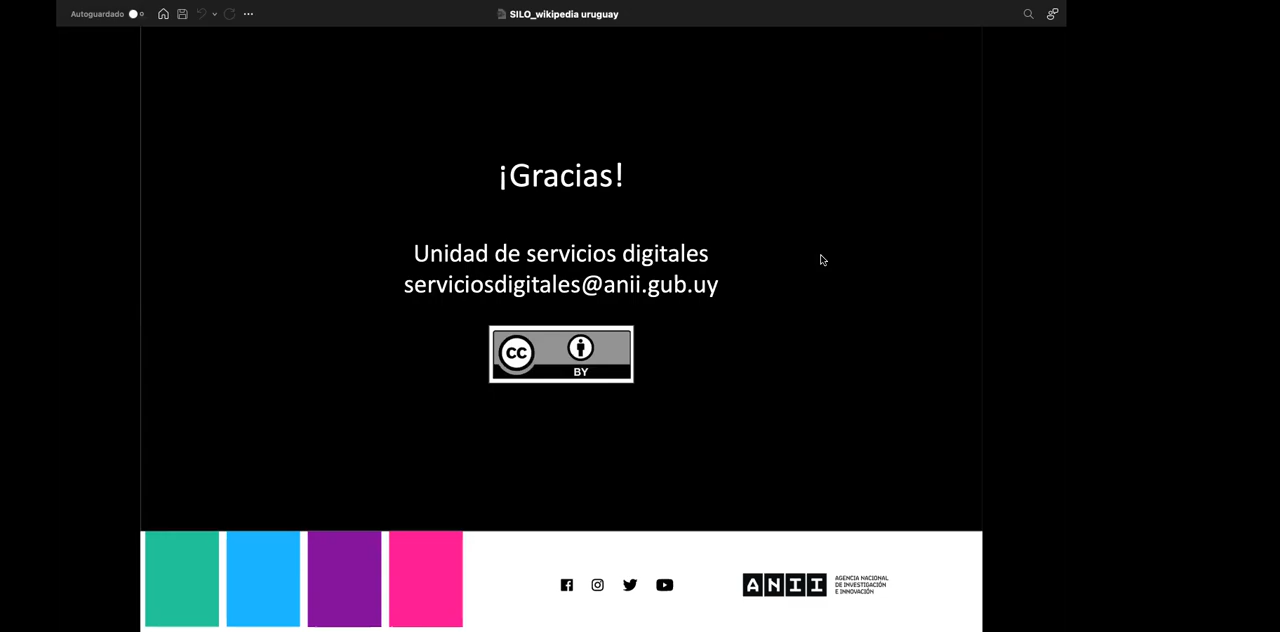 Autoguardado
SILO_wikipedia uruguay
¡Gracias!
Unidad de servicios digitales
serviciosdigitales@anii.gub.uy
CC
BY
ANII
AGENCIA NACIONAL
DE INVESTIGACIÓN
E INNOVACIÓN